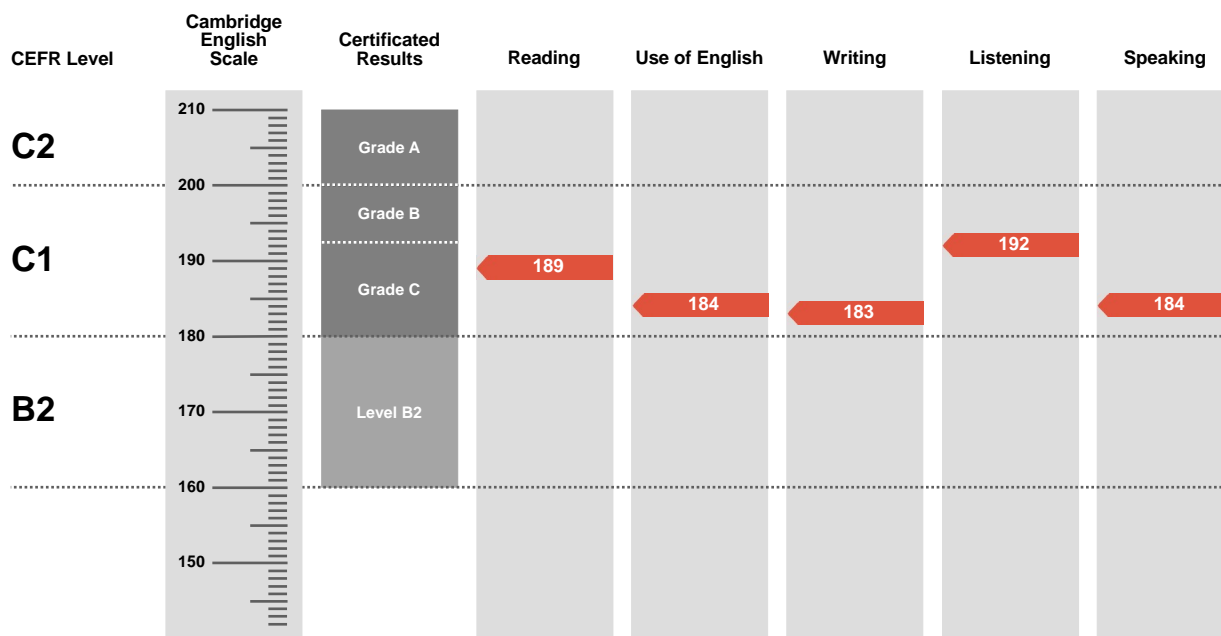 CEFR Level
Cambridge
English
Scale
Certificated
Results
Reading
Use of English
Writing
Listening
Speaking
210
C2
Grade A
200
Grade B
192
C1
190
189
Grade C
184
184
183
180
B2
170
Level B2
160
150